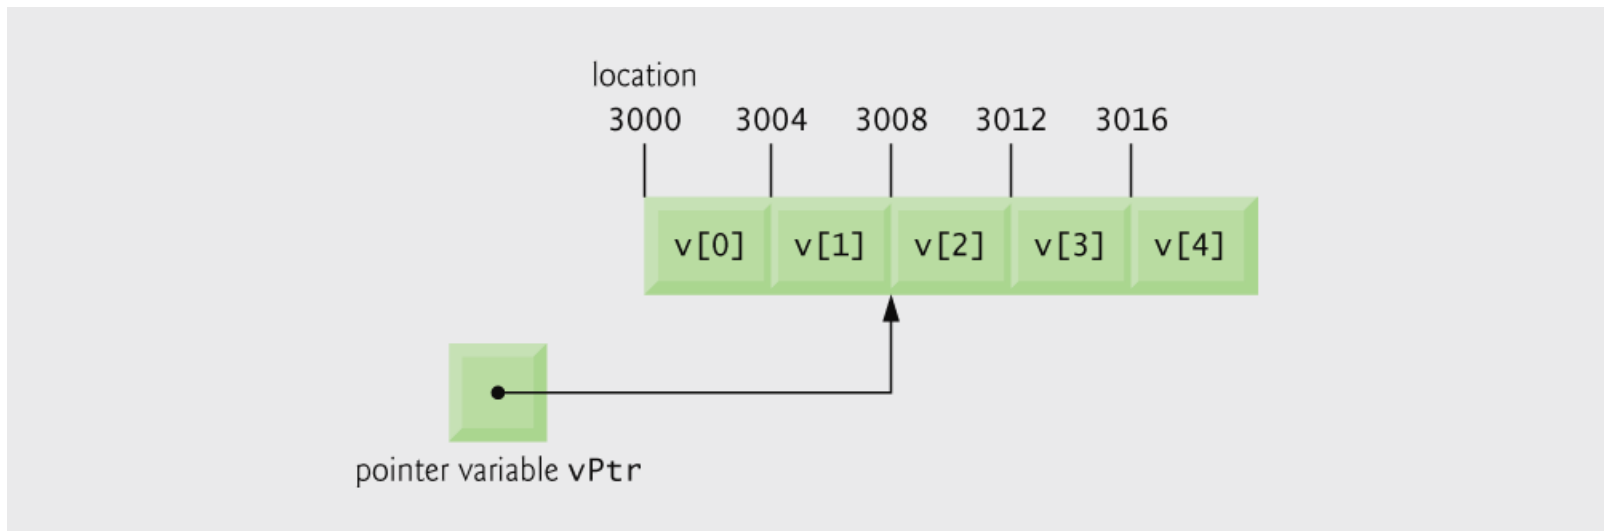 location
3000 3004 3008 3012 3016
v[0] v[1] v[2] v[3] v[4]
pointer variable vPtr